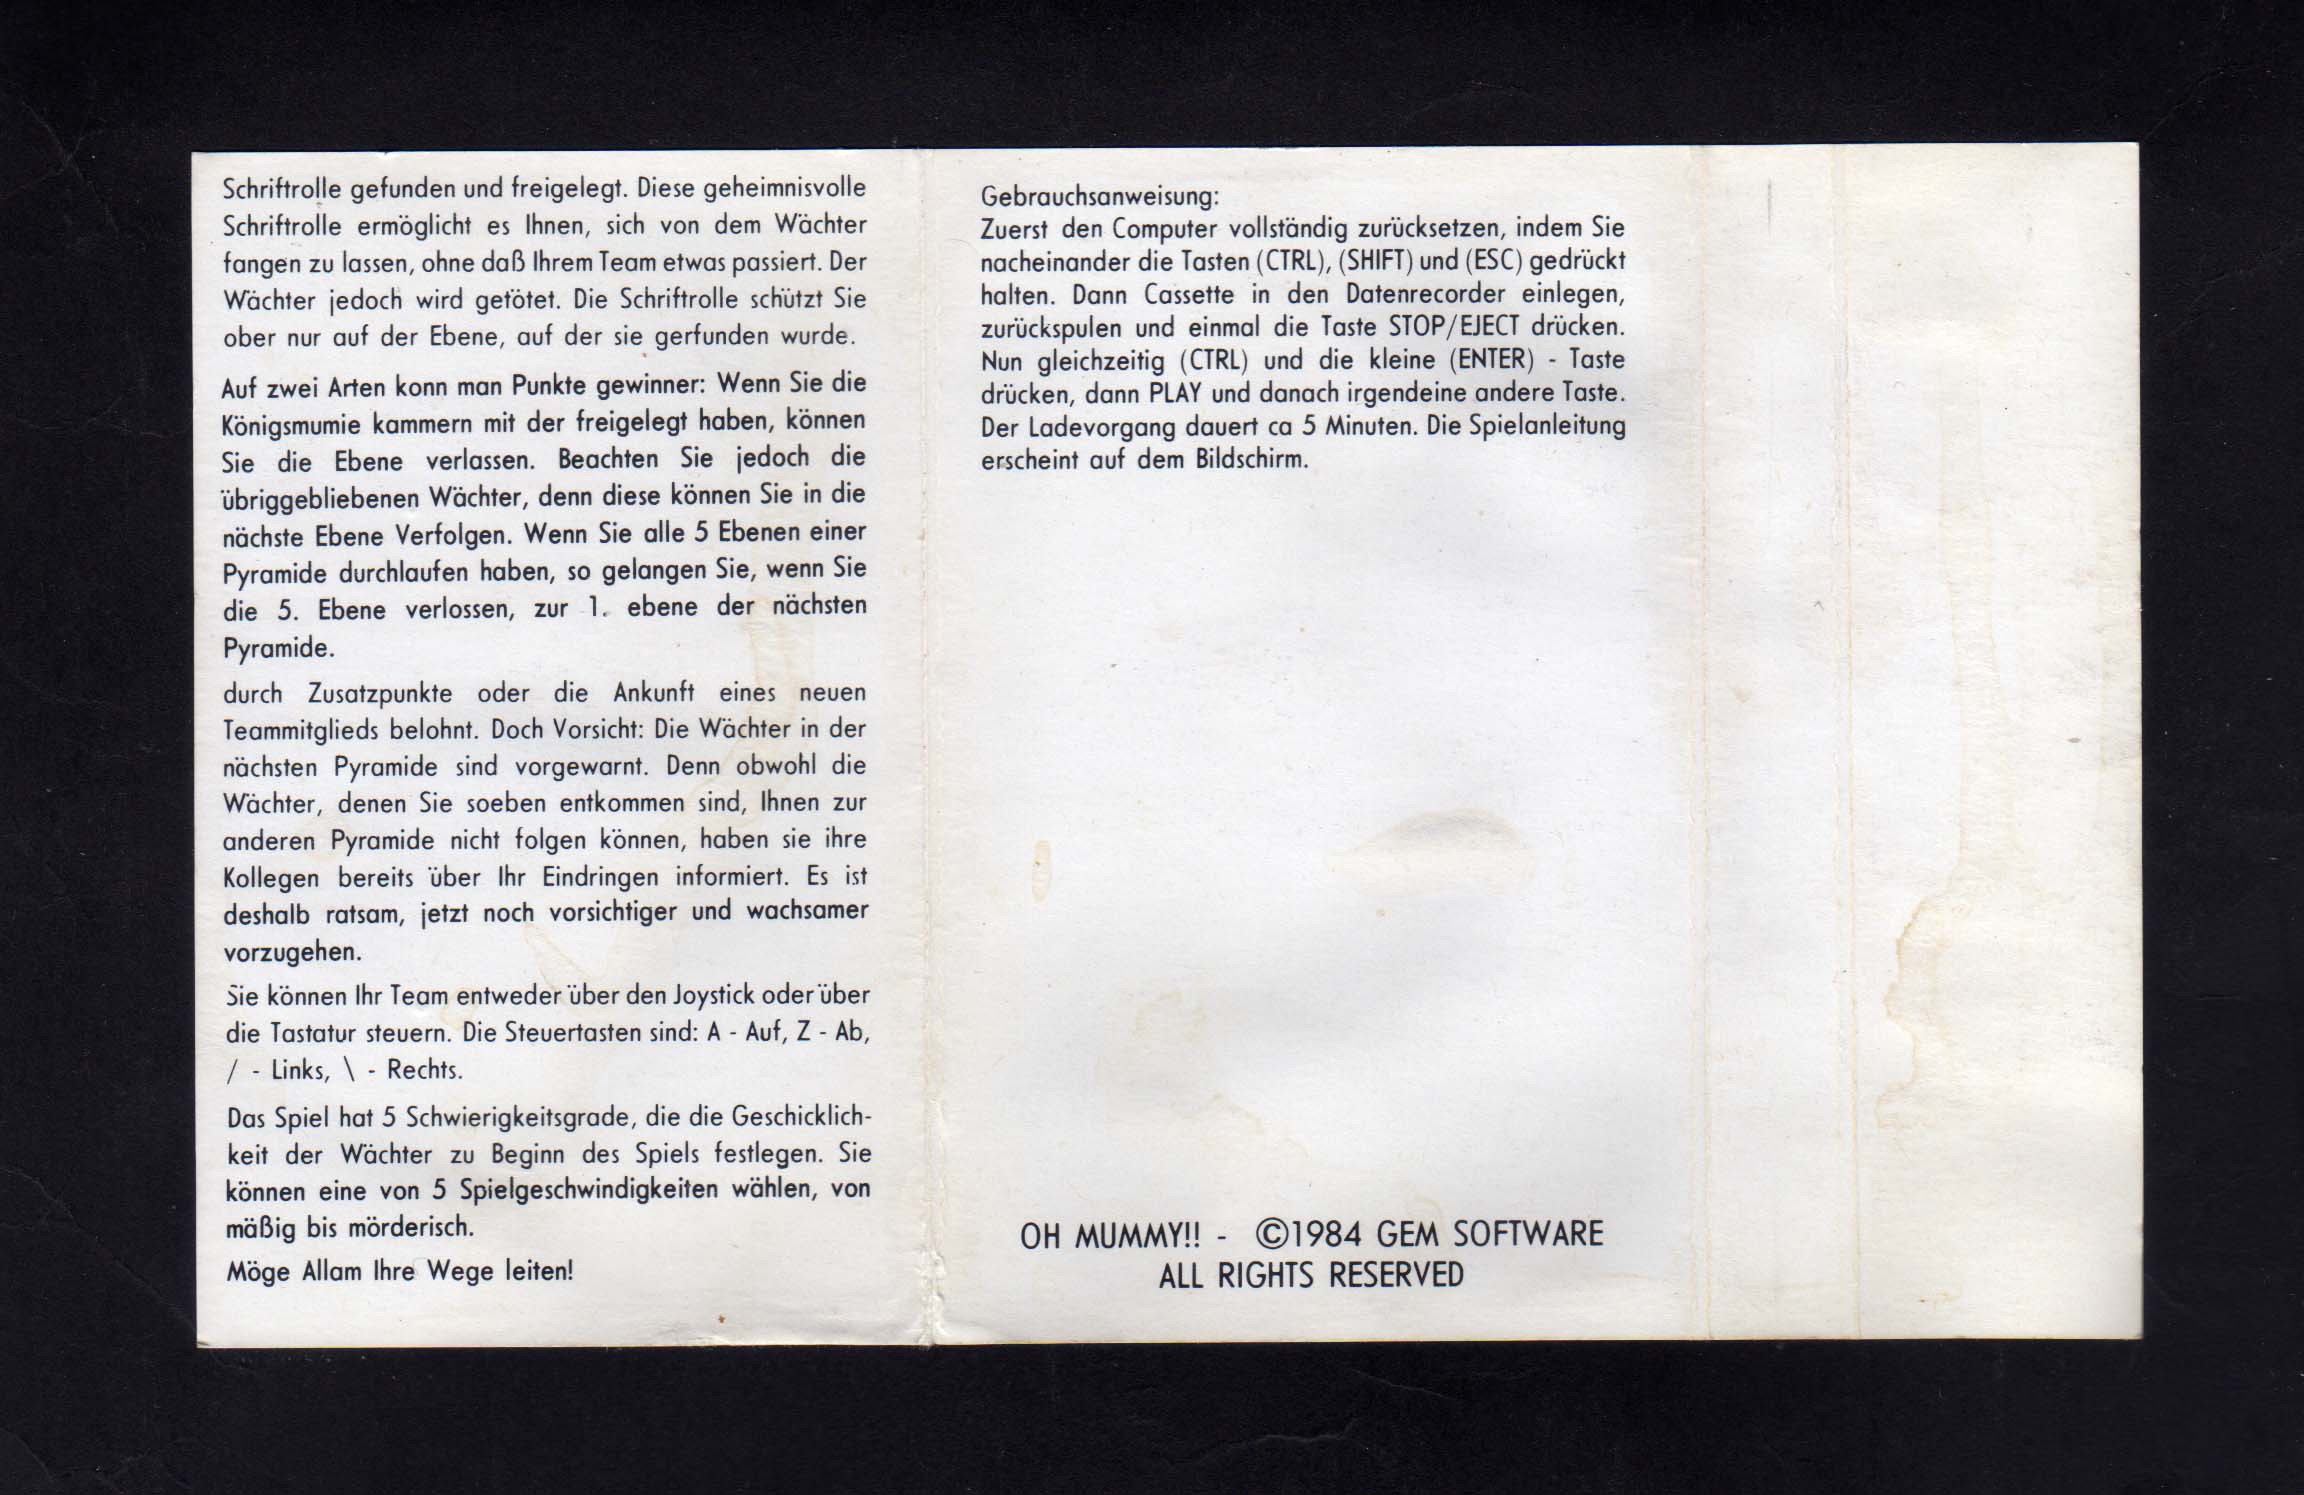 Schriftrolle gefunden und freigelegt. Diese geheimnisvolle
Schriftrolle ermöglicht es Ihnen, sich von dem Wächter
fangen zu lassen, ohne daß Ihrem Team etwas passiert. Der
Wächter jedoch wird getötet. Die Schriftrolle schützt Sie
ober nur auf der Ebene, auf der sie gerfunden wurde.
Auf zwei Arten konn man Punkte gewinner: Wenn Sie die
Königsmumie kammern mit der freigelegt haben, können
Sie die Ebene verlassen. Beachten Sie jedoch die
übriggebliebenen Wächter, denn diese können Sie in die
nächste Ebene Verfolgen. Wenn Sie alle 5 Ebenen einer
Pyramide durchlaufen haben, so gelangen Sie, wenn Sie
die 5. Ebene verlossen, zur 1. ebene der nächsten
Pyramide.
durch Zusatzpunkte oder die Ankunft eines neuen
Teammitglieds belohnt. Doch Vorsicht: Die Wächter in der
nächsten Pyramide sind vorgewarnt. Denn obwohl die
Wächter, denen Sie soeben entkommen sind, Ihnen zur
anderen Pyramide nicht folgen können, haben sie ihre
Kollegen bereits über Ihr Eindringen informiert. Es ist
deshalb ratsam, jetzt noch vorsichtiger und wachsamer
vorzugehen.
Sie können Ihr Team entweder über den Joystick oder über
die Tastatur steuern. Die Steuertasten sind: A - Auf, Z - Ab,
/ - Links, \ - Rechts.
Das Spiel hat 5 Schwierigkeitsgrade, die die Geschicklich-
keit der Wächter zu Beginn des Spiels festlegen. Sie
können eine von 5 Spielgeschwindigkeiten wählen, von
mäßig bis mörderisch.
Möge Allam Ihre Wege leiten!
Gebrauchsanweisung:
Zuerst den Computer vollständig zurücksetzen, indem Sie
nacheinander die Tasten (CTRL), (SHIFT) und (ESC) gedrückt
halten. Dann Cassette in den Datenrecorder einlegen,
zurückspulen und einmal die Taste STOP/EJECT drücken.
Nun gleichzeitig (CTRL) und die kleine (ENTER) - Taste
drücken, dann PLAY und danach irgendeine andere Taste.
Der Ladevorgang dauert ca 5 Minuten. Die Spielanleitung
erscheint auf dem Bildschirm.
OH MUMMY!! - ©1984 GEM SOFTWARE
ALL RIGHTS RESERVED